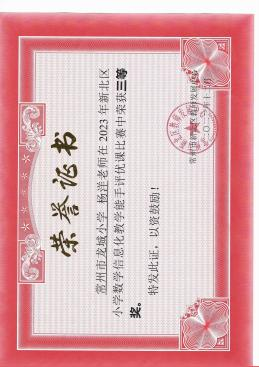 荣誉证书
常州市龙城小学 杨洋老师在 2023 年新北区
小学数学信息化教学能手评优课比赛中荣获三等
奖。
特发此证，以资鼓励！